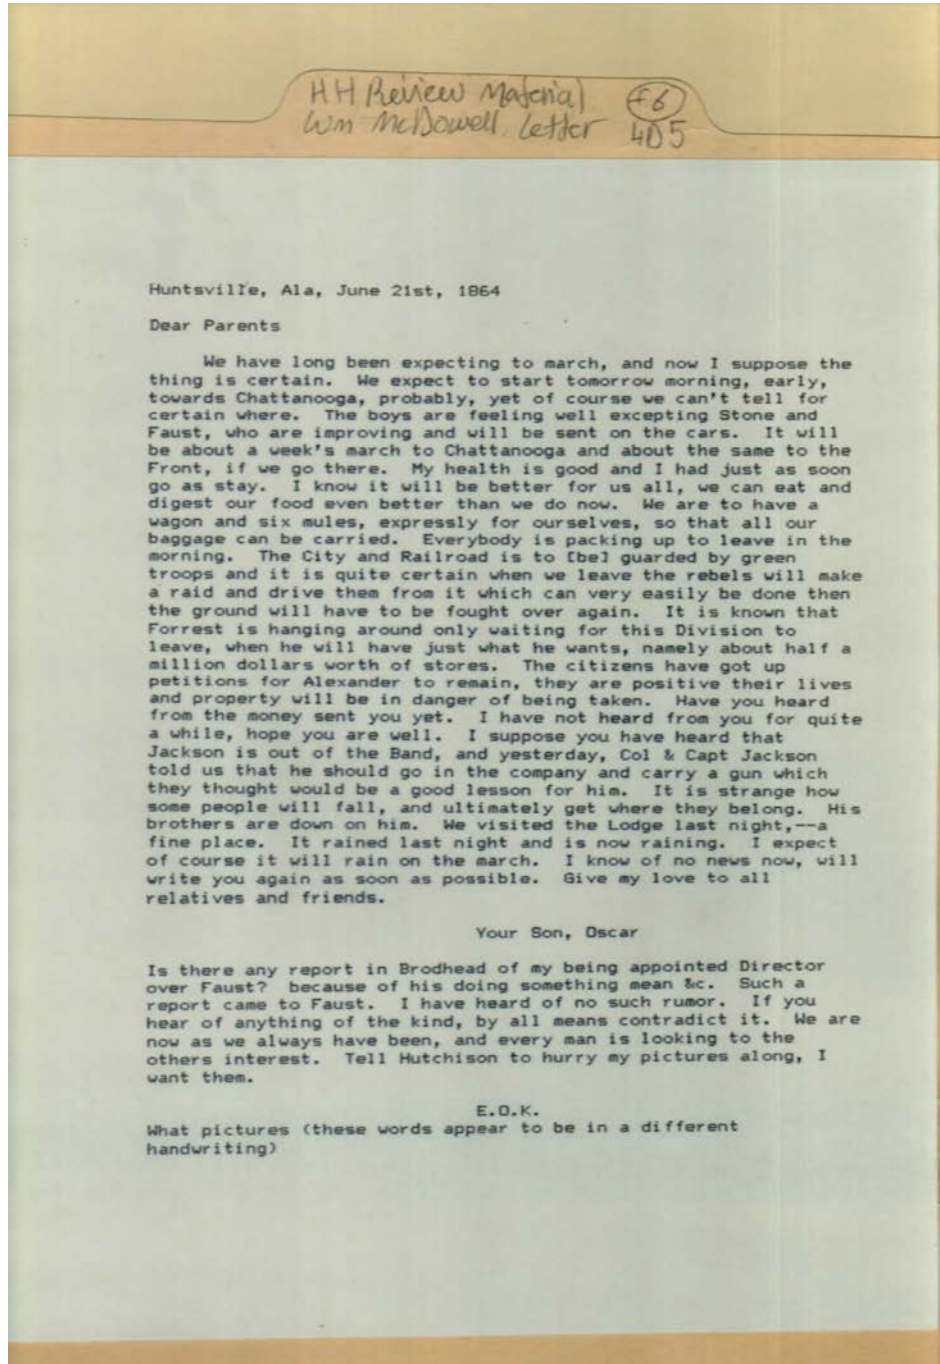 HH Review Material f6
Wm McDowell, Letter 4D5
Huntsville, Ala, June 21st, 1864
Dear Parents
We have long been expecting to march, and now I suppose the
thing is certain. We expect to start tomorrow morning, early,
towards Chattanooga, probably, yet of course we can't tell for
certain where. The boys are feeling well excepting Stone and
Faust, who are improving and will be sent on the cars. It will
be about a week's march to Chattanooga and about the same to the
Front, if we go there. My health is good and I had just as soon
go as stay. I know it will be better for us all, we can eat and
digest our food even better than we do now. We are to have a
wagon and six mules, expressly for ourselves, so that all our
baggage can be carried. Everybody is packing up to leave in the
morning. The City and Railroad is to [be] guarded by green
troops and it is quite certain when we leave the rebels will make
a raid and drive them from it which can very easily be done then
the ground will have to be fought over again. It is known that
Forrest is hanging around only waiting for this Division to
leave, when he will have just what he wants, namely about half a
million dollars worth of stores. The citizens have got up
petitions for Alexander to remain, they are positive their lives
and property will be in danger of being taken. Have you heard
from the money sent you yet. I have not heard from you for quite
a while, hope you are well. I suppose you have heard that
Jackson is out of the Band, and yesterday, Col & Capt Jackson
told us that he should go in the company and carry a gun which
they thought would be a good lesson for him. It is strange how
some people will fall, and ultimately get where they belong. His
brothers are down on him. We visited the Lodge last night,--a
fine place. It rained last night and is now raining. I expect
of course it will rain on the march. I know of no news now, will
write you again as soon as possible. Give my love to all
relatives and friends.
Your Son, Oscar
Is there any report in Brodhead of my being appointed Director
over Faust? because of his doing something mean &c. Such a
report came to Faust. I have heard of no such rumor. If you
hear of anything of the kind, by all means contradict it. We are
now as we always have been, and every man is looking to the
others interest. Tell Hutchison to hurry my pictures along, I
want them.
E.O.K.
What pictures (these words appear to be in a different
handwriting)